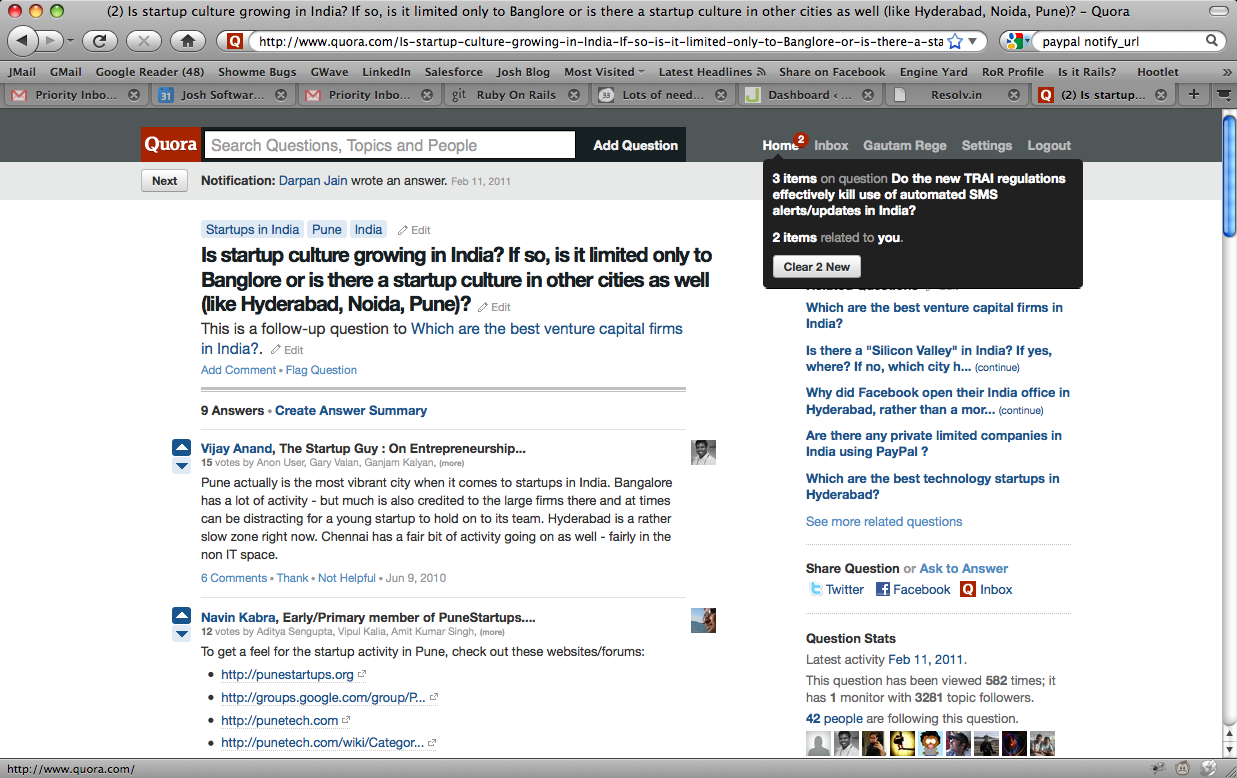 (2) Is startup culture growing in India? If so, is it limited only to Banglore or is there a startup culture in other cities as well (like Hyderabad, Noida, Pune)? – Quora
http://www.quora.com/Is-startup-culture-growing-in-India-If-so-is-it-limited-only-to-Banglore-or-is-there-a-sta
paypal notify_url
JMail GMail Google Reader (48) Showme Bugs GWave LinkedIn Salesforce Josh Blog Most Visited Latest Headlines Share on Facebook Engine Yard RoR Profile Is it Rails? Hootlet »
Priority Inbo... 31 Josh Softwar... Priority Inbo... git Ruby On Rails 33 Lots of need... Dashboard ‹ ... Resolv.in Q (2) Is startup... +
Quora Search Questions, Topics and People Add Question Home 2 Inbox Gautam Rege Settings Logout
Next Notification: Darpan Jain wrote an answer. Feb 11, 2011
3 items on question Do the new TRAI regulations
effectively kill use of automated SMS
alerts/updates in India?
2 items related to you.
Clear 2 New
Startups in India Pune India Edit
Is startup culture growing in India? If so, is it limited only to
Banglore or is there a startup culture in other cities as well
(like Hyderabad, Noida, Pune)? Edit
This is a follow-up question to Which are the best venture capital firms
in India?. Edit
Add Comment • Flag Question
9 Answers • Create Answer Summary
Vijay Anand, The Startup Guy : On Entrepreneurship...
15 votes by Anon User, Gary Valan, Ganjam Kalyan, (more)
Pune actually is the most vibrant city when it comes to startups in India. Bangalore
has a lot of activity - but much is also credited to the large firms there and at times
can be distracting for a young startup to hold on to its team. Hyderabad is a rather
slow zone right now. Chennai has a fair bit of activity going on as well - fairly in the
non IT space.
6 Comments • Thank • Not Helpful • Jun 9, 2010
Navin Kabra, Early/Primary member of PuneStartups....
12 votes by Aditya Sengupta, Vipul Kalia, Amit Kumar Singh, (more)
To get a feel for the startup activity in Pune, check out these websites/forums:
• http://punestartups.org
• http://groups.google.com/group/P...
• http://punetech.com
• http://punetech.com/wiki/Categor...
Related Questions
Which are the best venture capital firms in
India?
Is there a "Silicon Valley" in India? If yes,
where? If no, which city h... (continue)
Why did Facebook open their India office in
Hyderabad, rather than a mor... (continue)
Are there any private limited companies in
India using PayPal ?
Which are the best technology startups in
Hyderabad?
See more related questions
Share Question or Ask to Answer
Twitter Facebook Q Inbox
Question Stats
Latest activity Feb 11, 2011.
This question has been viewed 582 times; it
has 1 monitor with 3281 topic followers.
42 people are following this question.
http://www.quora.com/